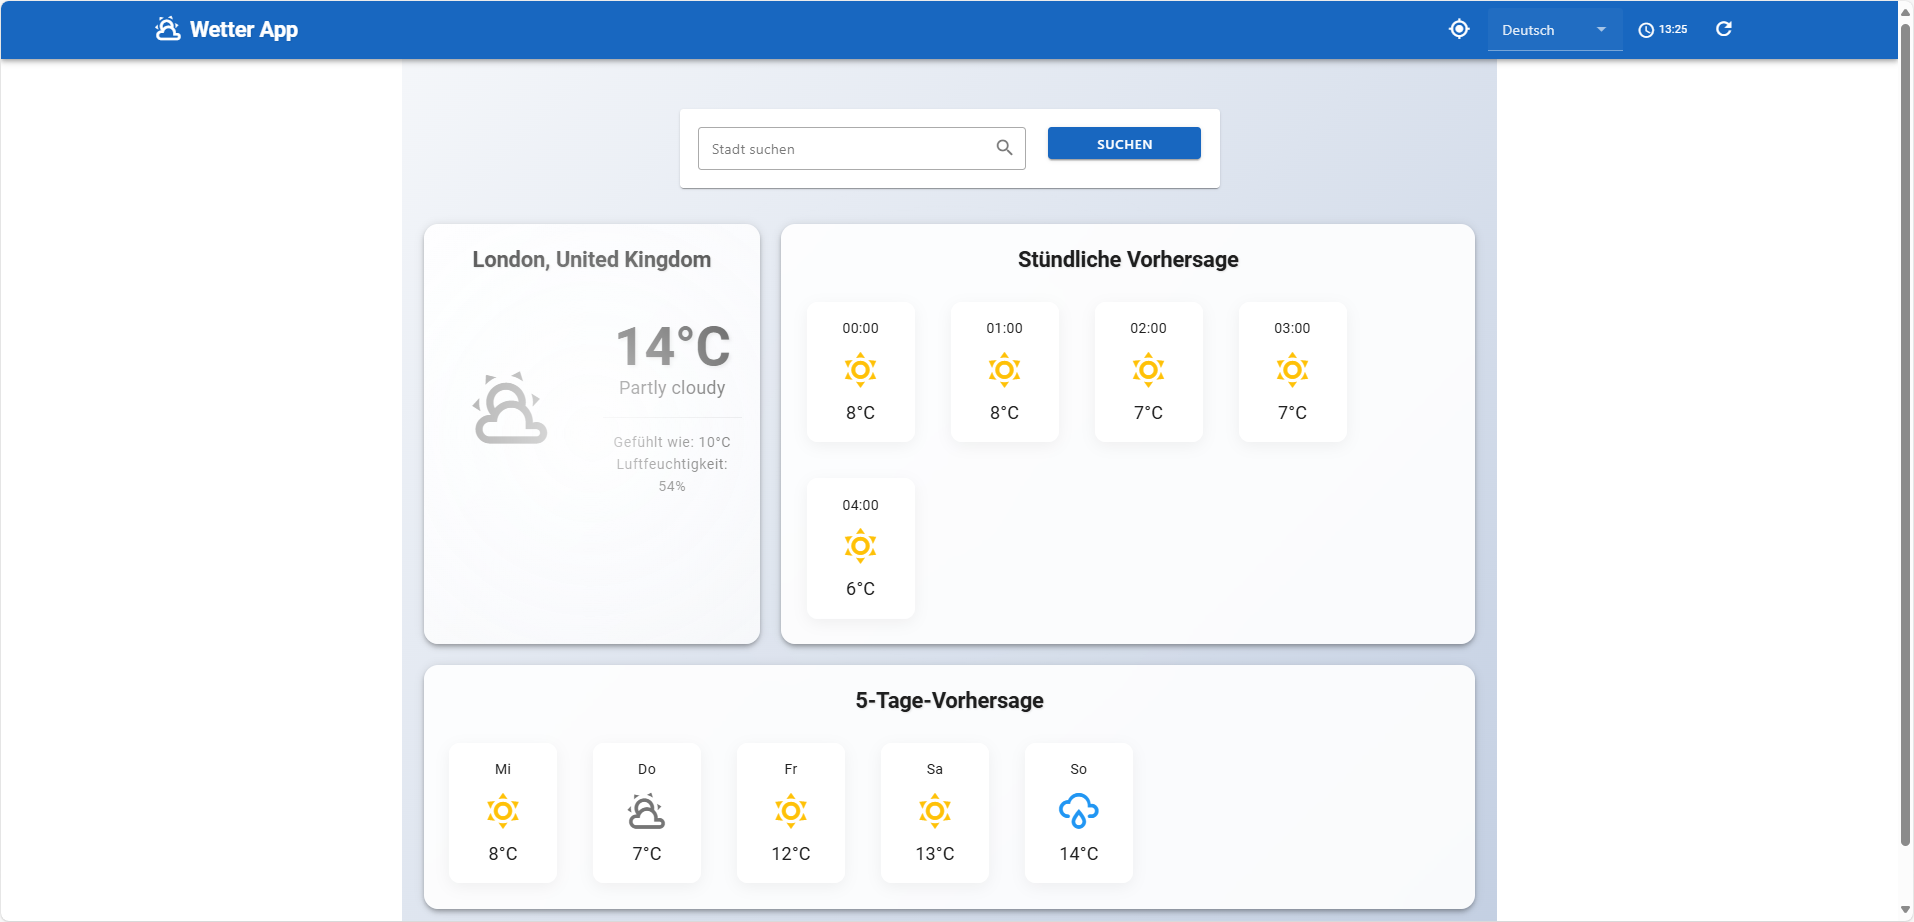 Wetter App
Deutsch
13:25
Stadt suchen
SUCHEN
London, United Kingdom
14°C
Partly cloudy
Gefühlt wie: 10°C
Luftfeuchtigkeit:
54%
Stündliche Vorhersage
00:00
8°C
01:00
8°C
02:00
7°C
03:00
7°C
04:00
6°C
5-Tage-Vorhersage
Mi
8°C
Do
7°C
Fr
12°C
Sa
13°C
So
14°C